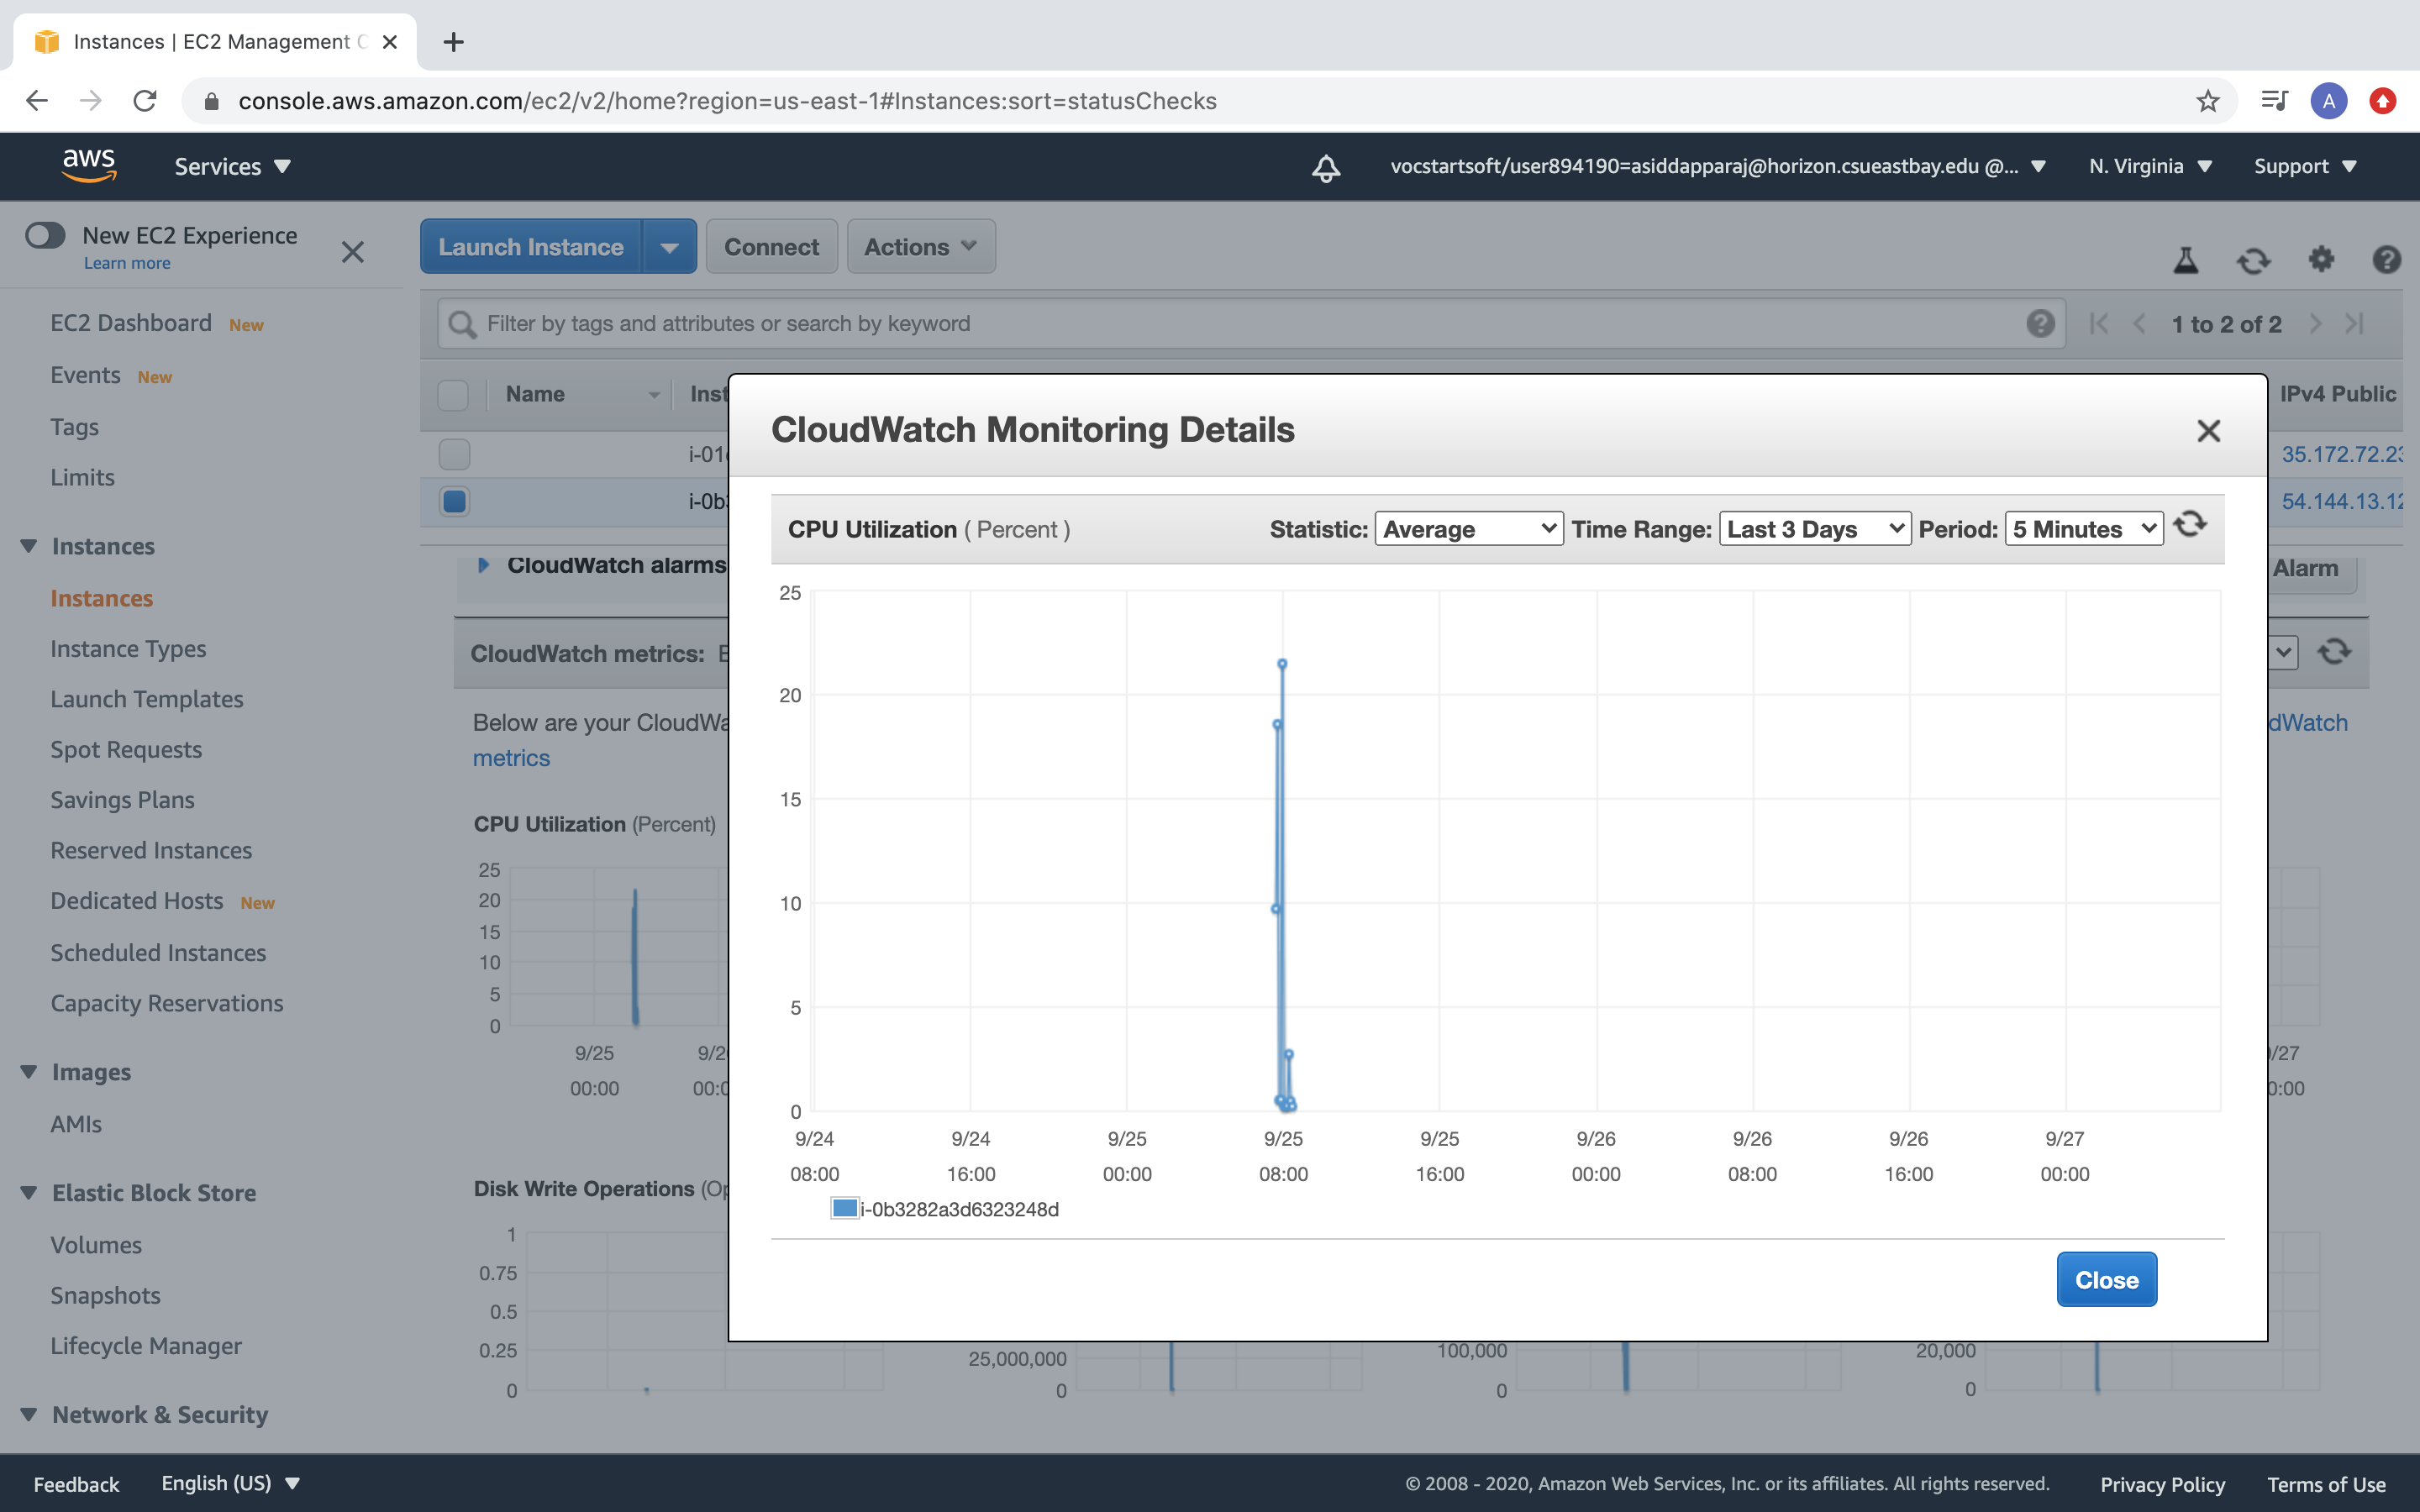 Instances | EC2 Management C
console.aws.amazon.com/ec2/v2/home?region=us-east-1#Instances:sort=statusChecks
A
aws
Services
vocstartsoft/user894190=asiddapparaj@horizon.csueastbay.edu @...
N. Virginia
Support
New EC2 Experience
Learn more
EC2 Dashboard New
Events New
Tags
Limits
Instances
Instances
Instance Types
Launch Templates
Spot Requests
Savings Plans
Reserved Instances
Dedicated Hosts New
Scheduled Instances
Capacity Reservations
Images
AMIs
Elastic Block Store
Volumes
Snapshots
Lifecycle Manager
Network & Security
Launch Instance
Connect
Actions
Filter by tags and attributes or search by keyword
1 to 2 of 2
Name
Inst
IPv4 Public
i-01
35.172.72.23
i-0b3
54.144.13.12
CloudWatch alarms
Alarm
CloudWatch metrics:
Below are your CloudWa
dWatch
metrics
CPU Utilization (Percent)
25
20
15
10
5
0
9/25
00:00
9/2
00:0
/27
0:00
Disk Write Operations (Op
1
0.75
0.5
0.25
0
25,000,000
0
100,000
0
20,000
0
CloudWatch Monitoring Details
CPU Utilization ( Percent )
Statistic: Average
Time Range: Last 3 Days
Period: 5 Minutes
25
20
15
10
5
0
9/24 9/24 9/25 9/25 9/25 9/26 9/26 9/26 9/27
08:00 16:00 00:00 08:00 16:00 00:00 08:00 16:00 00:00
i-0b3282a3d6323248d
Close
Feedback
English (US)
© 2008 - 2020, Amazon Web Services, Inc. or its affiliates. All rights reserved.
Privacy Policy
Terms of Use